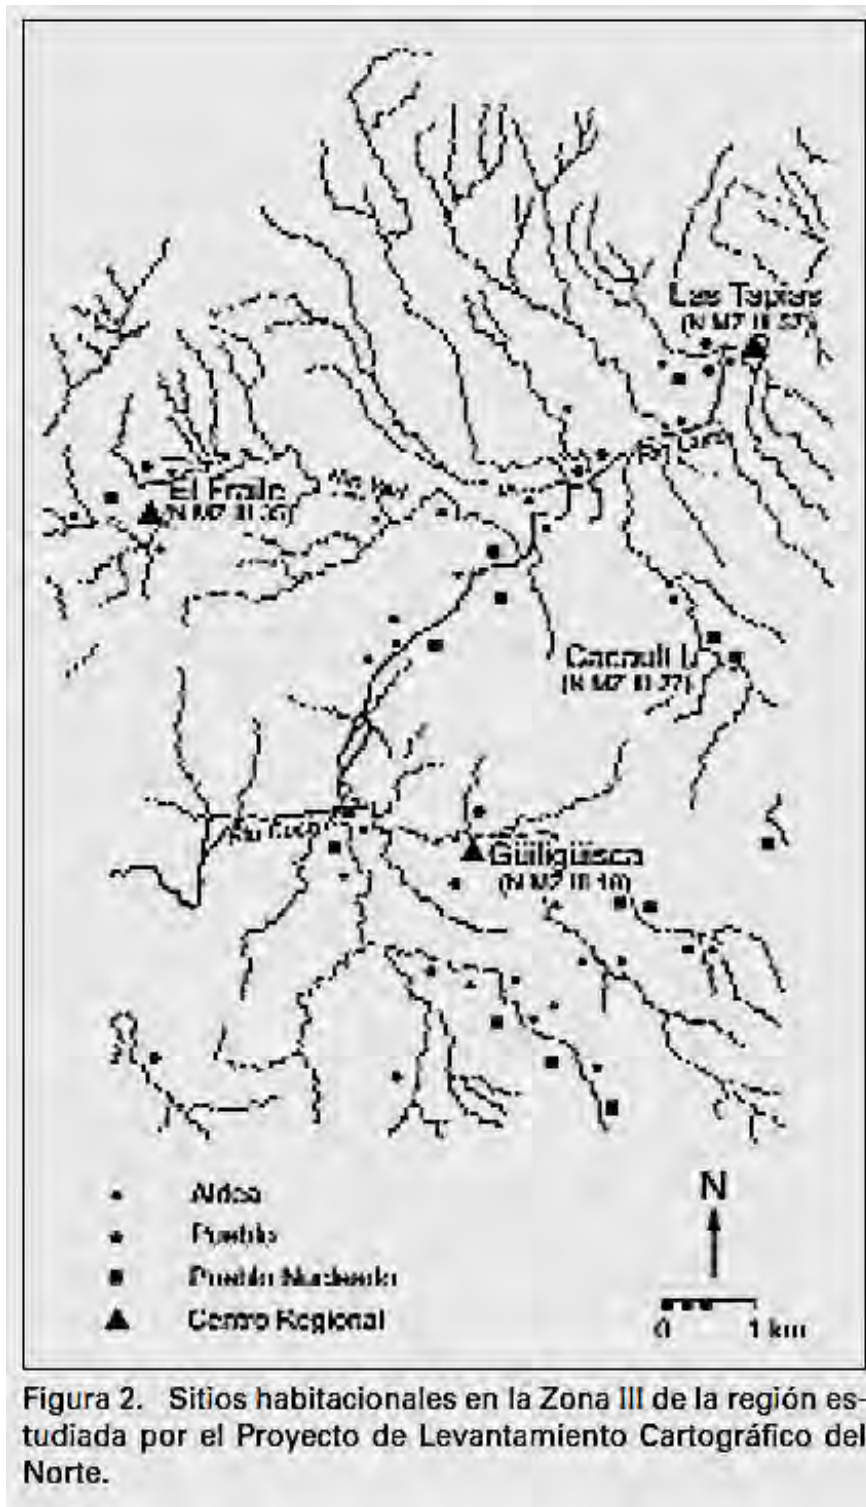 Las Tapias
El Fraile
Cacauli I
Güiligüisca
Aldea
Pueblo
Pueblo Nucleado
Centro Regional
N
0 1 km
Figura 2. Sitios habitacionales en la Zona III de la región es-
tudiada por el Proyecto de Levantamiento Cartográfico del
Norte.